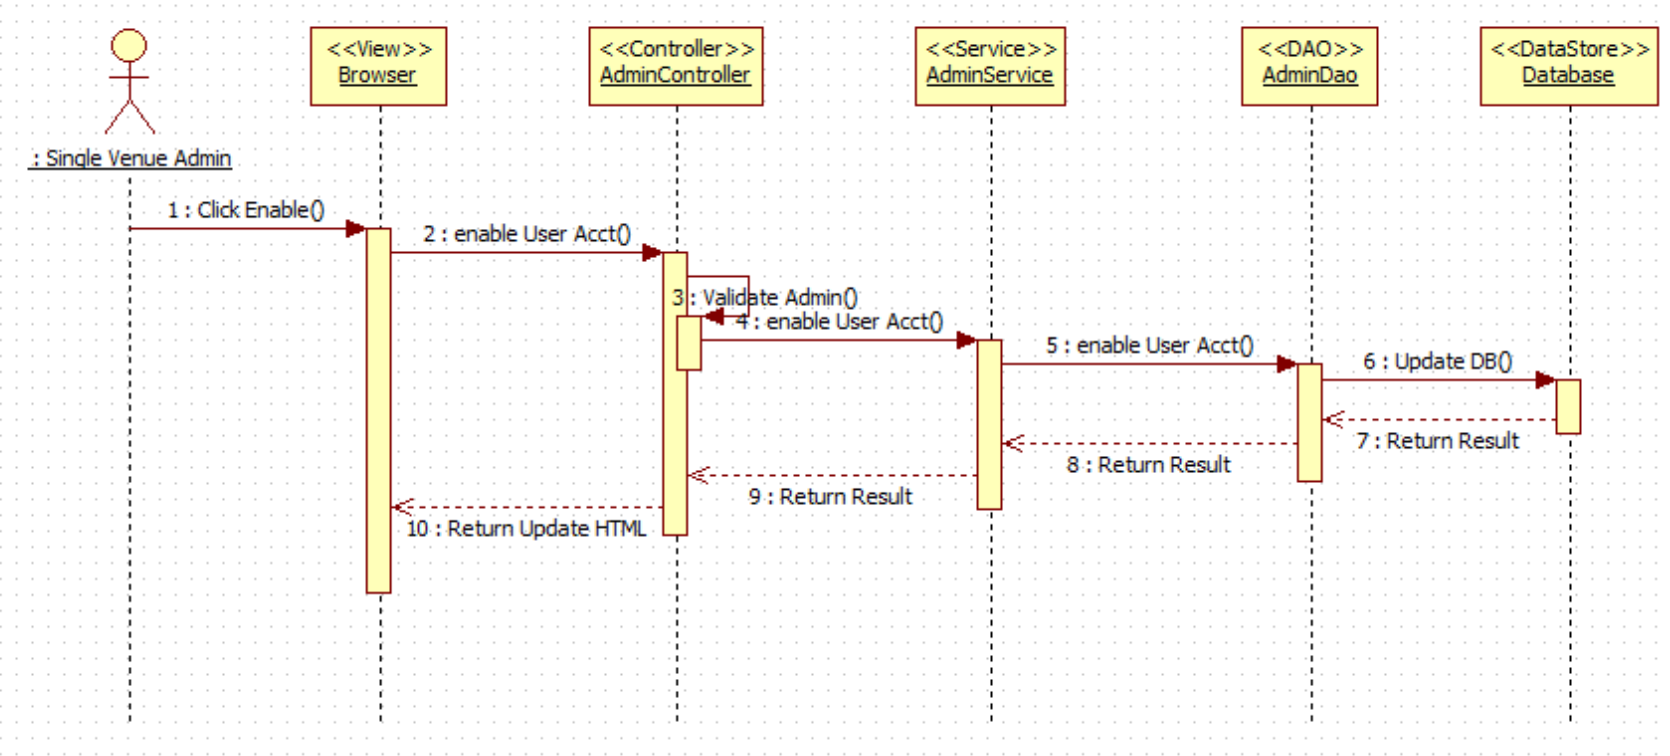 <<View>>
Browser
<<Controller>>
AdminController
<<Service>>
AdminService
<<DAO>>
AdminDao
<<DataStore>>
Database
: Single Venue Admin
1 : Click Enable()
2 : enable User Acct()
3 : Validate Admin()
4 : enable User Acct()
5 : enable User Acct()
6 : Update DB()
7 : Return Result
8 : Return Result
9 : Return Result
10 : Return Update HTML